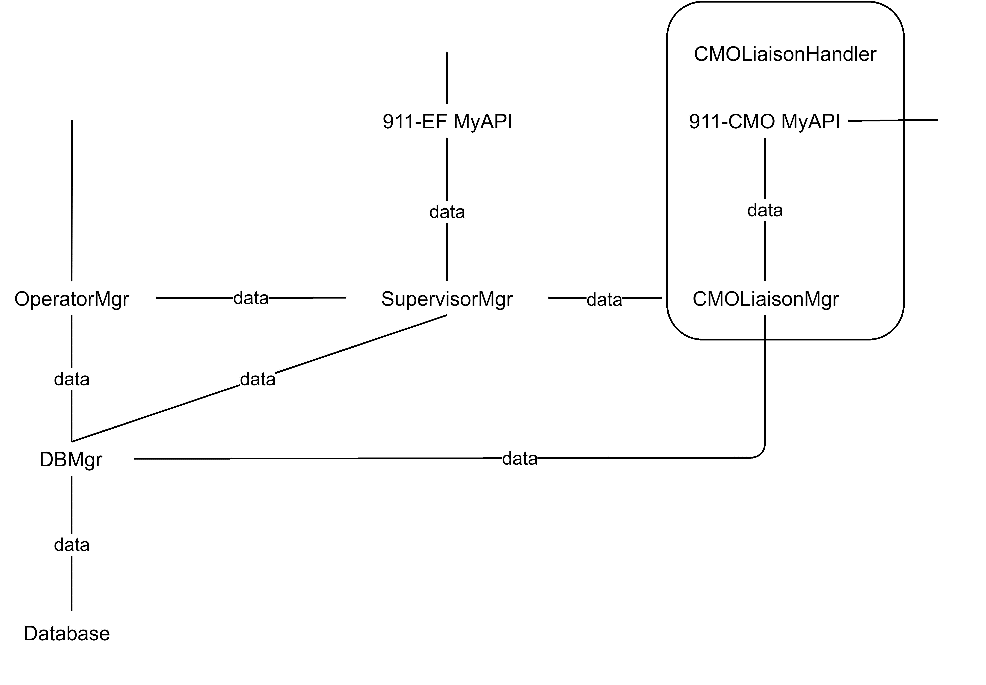 CMOLiaisonHandler
911-EF MyAPI
911-CMO MyAPI
data
data
OperatorMgr
data
SupervisorMgr
data
CMOLiaisonMgr
data
data
DBMgr
data
data
Database